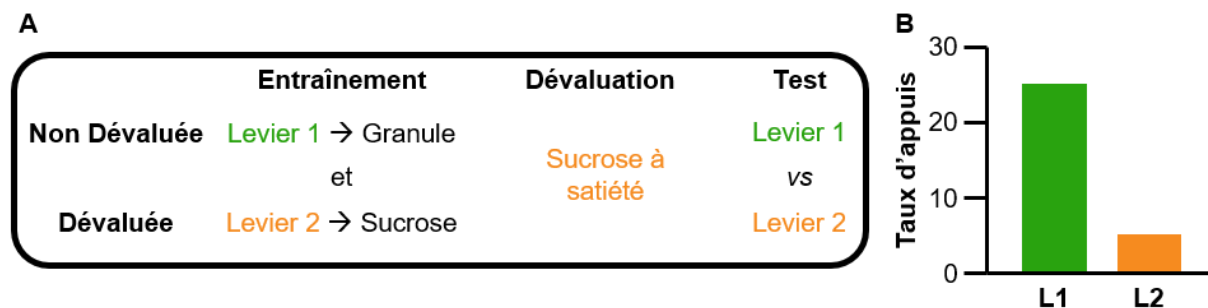 A
Entraînement Dévaluation Test
Non Dévaluée Levier 1 → Granule Levier 1
et Sucrose à satiété vs
Dévaluée Levier 2 → Sucrose Levier 2
B
Taux d'appuis
30
20
10
0
L1 L2